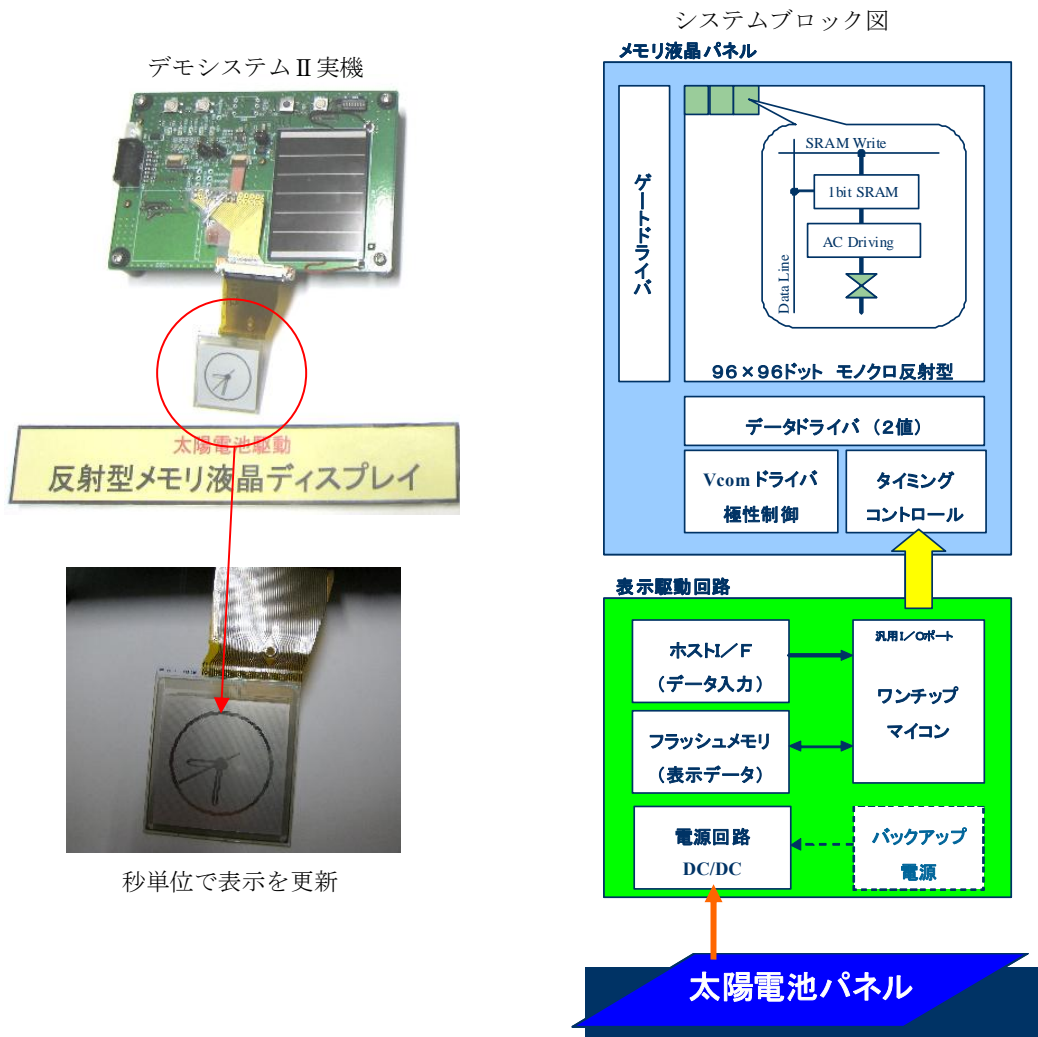 デモシステムⅡ実機
太陽電池駆動
反射型メモリ液晶ディスプレイ
秒単位で表示を更新
システムブロック図
メモリ液晶パネル
ゲートドライバ
SRAM Write
1bit SRAM
AC Driving
Data Line
96×96ドット モノクロ反射型
データドライバ（2値）
Vcomドライバ
極性制御
タイミング
コントロール
表示駆動回路
ホストI／F
（データ入力）
汎用I／Oポート
ワンチップ
マイコン
フラッシュメモリ
（表示データ）
電源回路
DC/DC
バックアップ
電源
太陽電池パネル